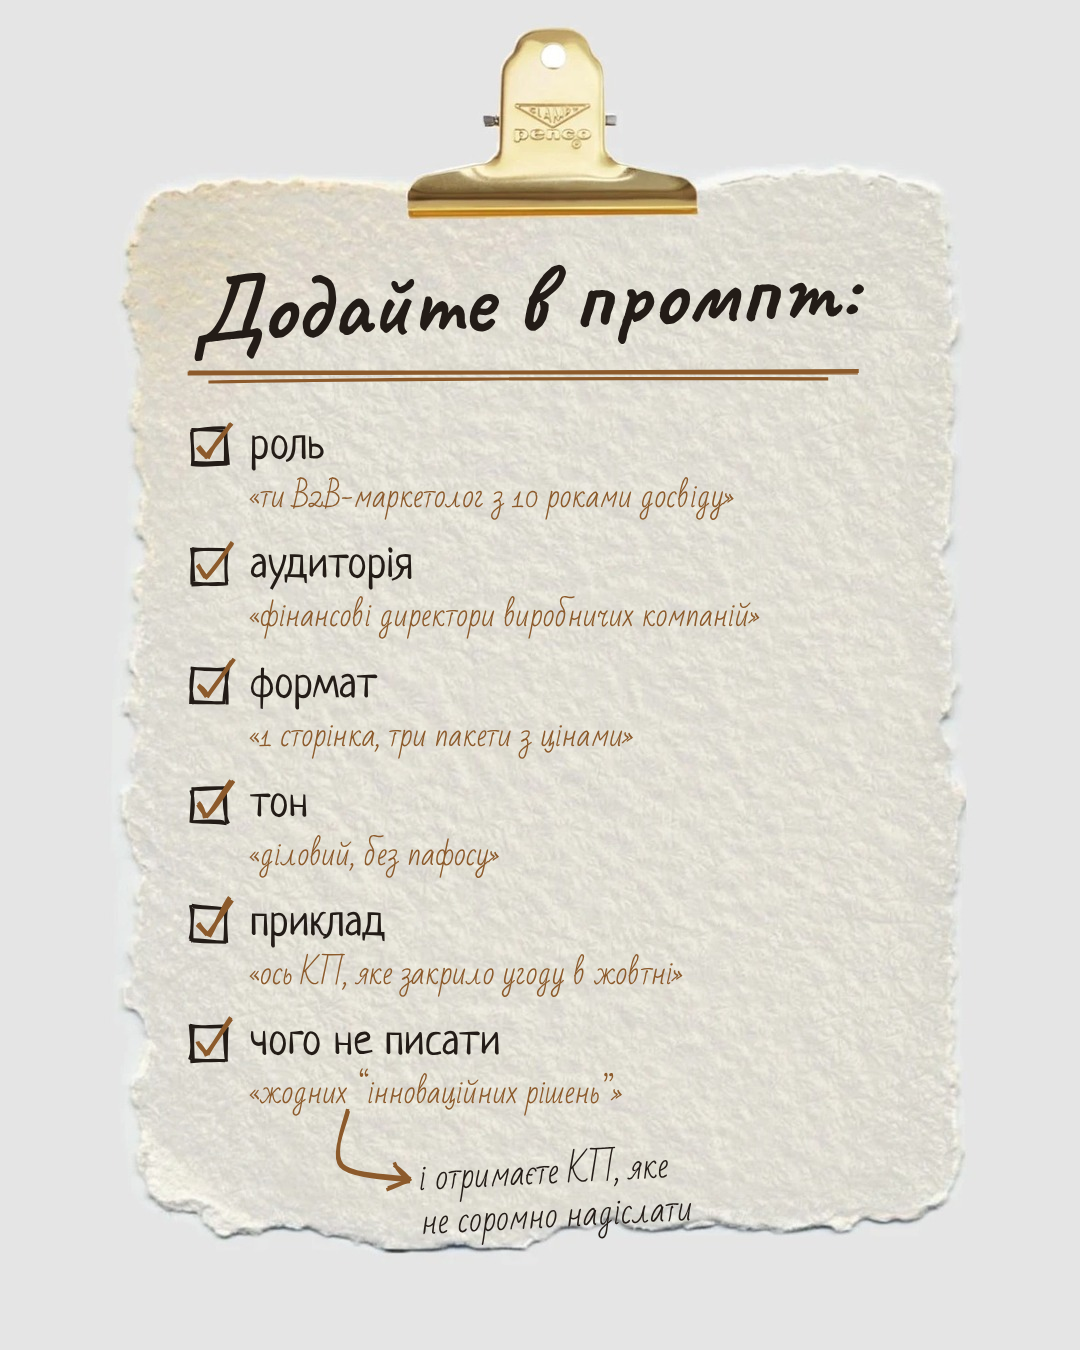 CLAMPY
penco
Додайте в промпт:
роль
«ти B2B-маркетолог з 10 роками досвіду»
аудиторія
«фінансові директори виробничих компаній»
формат
«1 сторінка, три пакети з цінами»
тон
«діловий, без пафосу»
приклад
«ось КП, яке закрило угоду в жовтні»
чого не писати
«жодних “інноваційних рішень”»
і отримаєте КП, яке
не соромно надіслати